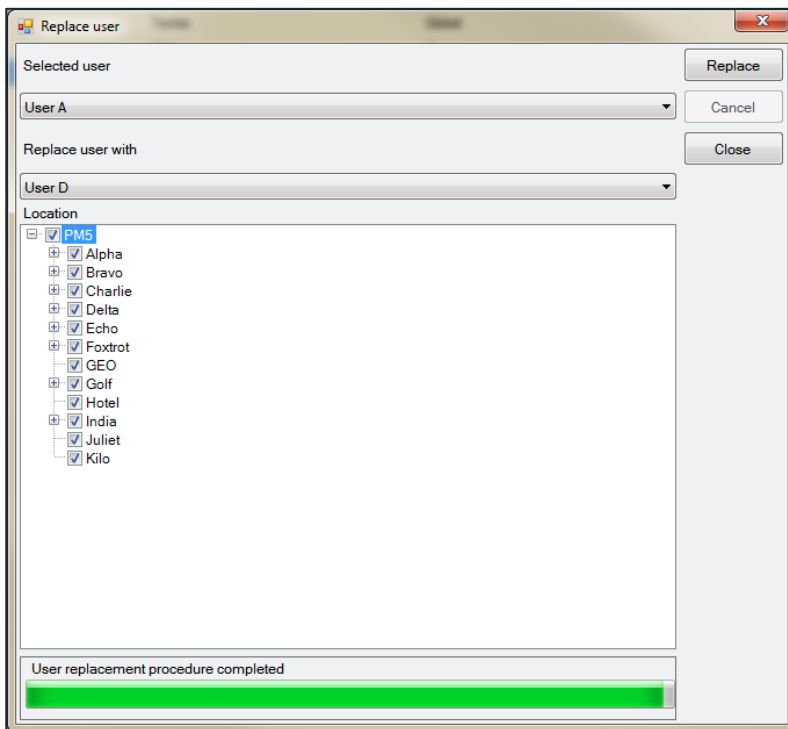 Replace user
Selected user
Replace
User A
Cancel
Replace user with
Close
User D
Location
PM5
Alpha
Bravo
Charlie
Delta
Echo
Foxtrot
GEO
Golf
Hotel
India
Juliet
Kilo
User replacement procedure completed